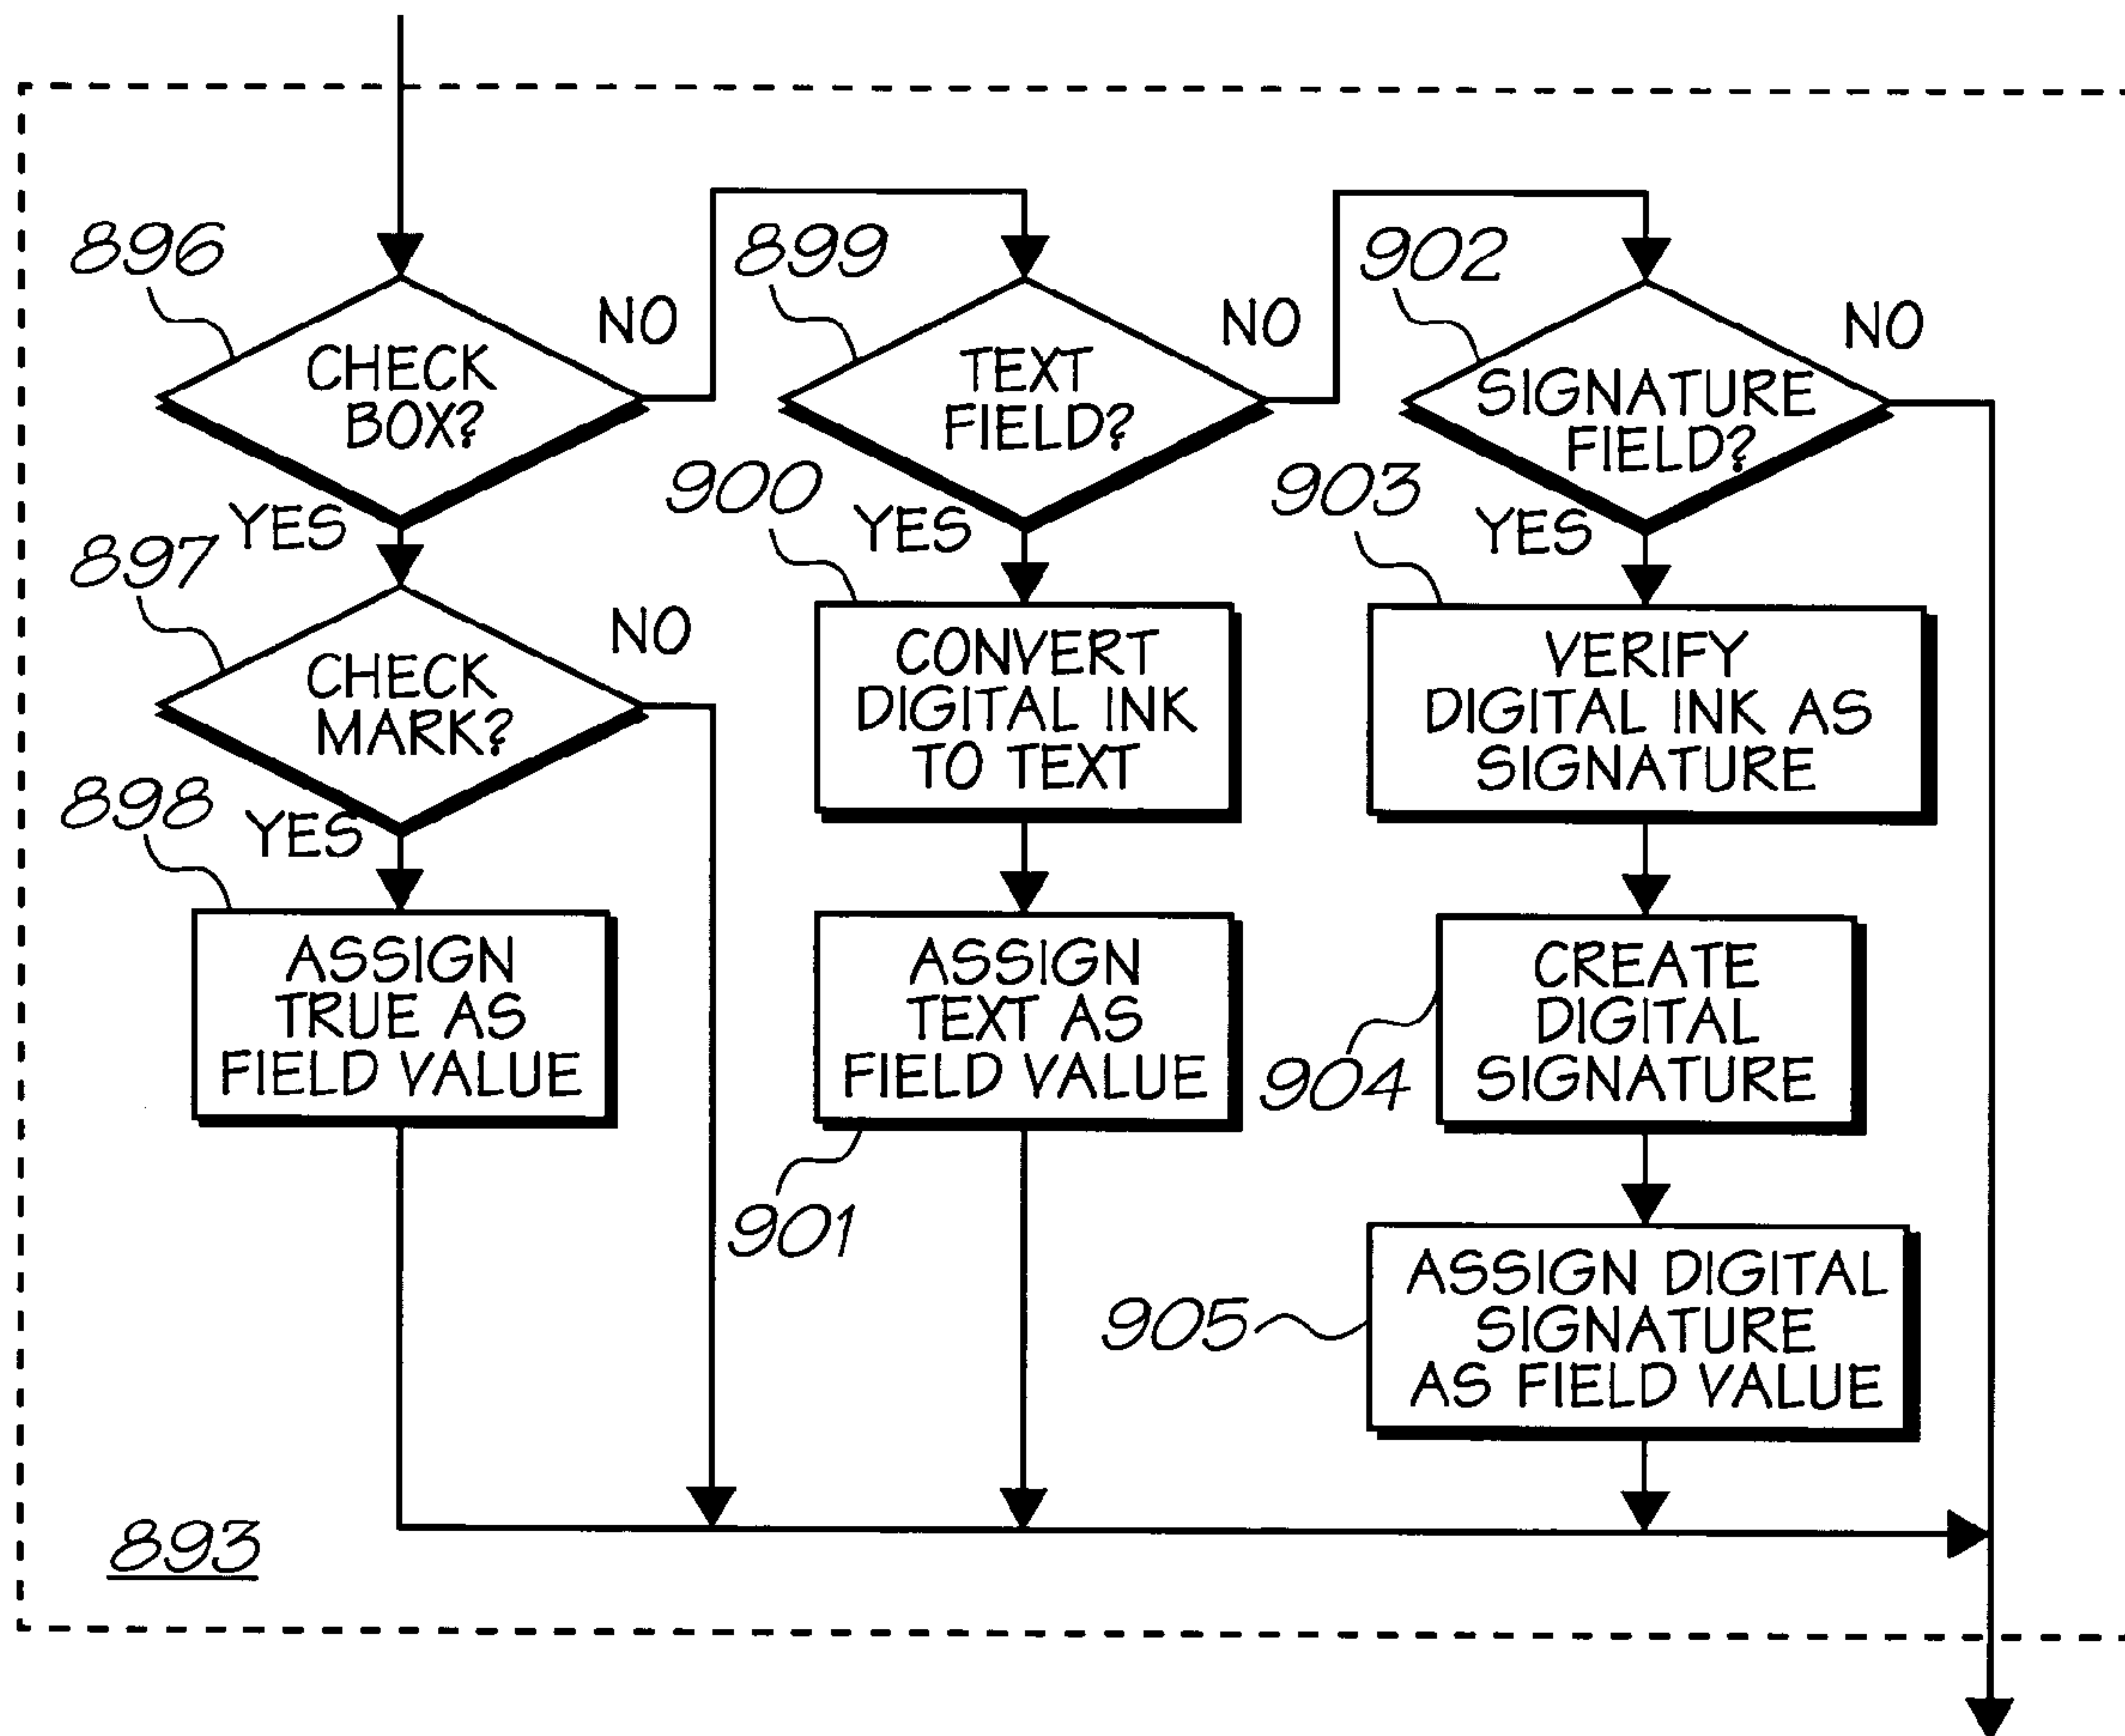 896
CHECK
BOX?
NO
YES
897
CHECK
MARK?
NO
YES
898
ASSIGN
TRUE AS
FIELD VALUE
899
TEXT
FIELD?
NO
YES
900
CONVERT
DIGITAL INK
TO TEXT
ASSIGN
TEXT AS
FIELD VALUE
901
902
SIGNATURE
FIELD?
NO
YES
903
VERIFY
DIGITAL INK AS
SIGNATURE
CREATE
DIGITAL
SIGNATURE
904
ASSIGN DIGITAL
SIGNATURE
AS FIELD VALUE
905
893